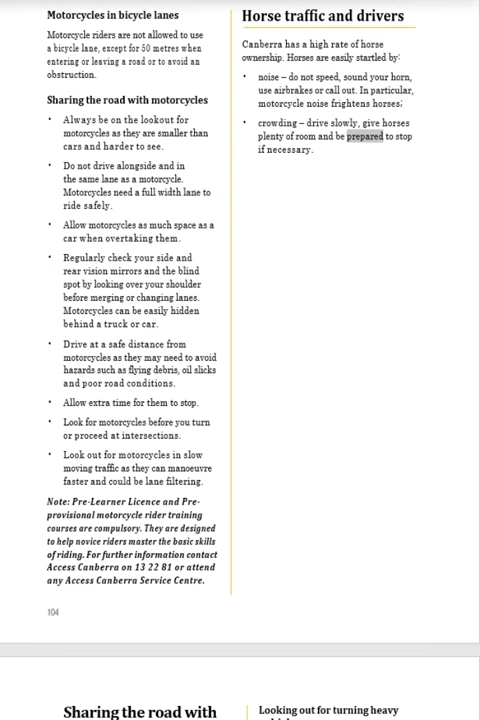 Motorcycles in bicycle lanes
Motorcycle riders are not allowed to use
a bicycle lane, except for 50 metres when
entering or leaving a road or to avoid an
obstruction.
Sharing the road with motorcycles
• Always be on the lookout for
motorcycles as they are smaller than
cars and harder to see.
• Do not drive alongside and in
the same lane as a motorcycle.
Motorcycles need a full width lane to
ride safely.
• Allow motorcycles as much space as a
car when overtaking them.
• Regularly check your side and
rear vision mirrors and the blind
spot by looking over your shoulder
before merging or changing lanes.
Motorcycles can be easily hidden
behind a truck or car.
• Drive at a safe distance from
motorcycles as they may need to avoid
hazards such as flying debris, oil slicks
and poor road conditions.
• Allow extra time for them to stop.
• Look for motorcycles before you turn
or proceed at intersections.
• Look out for motorcycles in slow
moving traffic as they can manoeuvre
faster and could be lane filtering.
Note: Pre-Learner Licence and Pre-
provisional motorcycle rider training
courses are compulsory. They are designed
to help novice riders master the basic skills
of riding. For further information contact
Access Canberra on 13 22 81 or attend
any Access Canberra Service Centre.
Horse traffic and drivers
Canberra has a high rate of horse
ownership. Horses are easily startled by:
• noise – do not speed, sound your horn,
use airbrakes or call out. In particular,
motorcycle noise frightens horses;
• crowding – drive slowly, give horses
plenty of room and be prepared to stop
if necessary.
104
Sharing the road with
Looking out for turning heavy